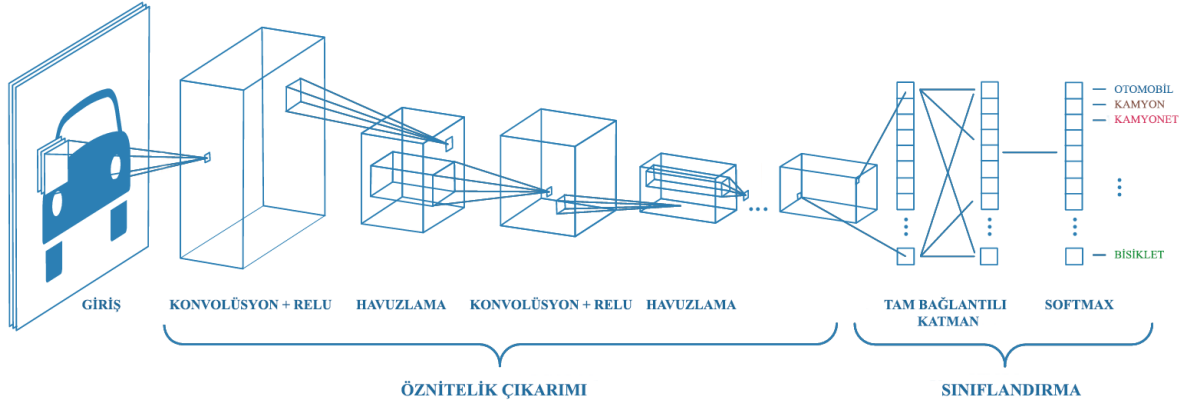 OTOMOBİL
KAMYON
KAMYONET
...
BİSİKLET
GİRİŞ
KONVOLÜSYON + RELU
HAVUZLAMA
KONVOLÜSYON + RELU
HAVUZLAMA
TAM BAĞLANTILI
KATMAN
SOFTMAX
ÖZNİTELİK ÇIKARIMI
SINIFLANDIRMA